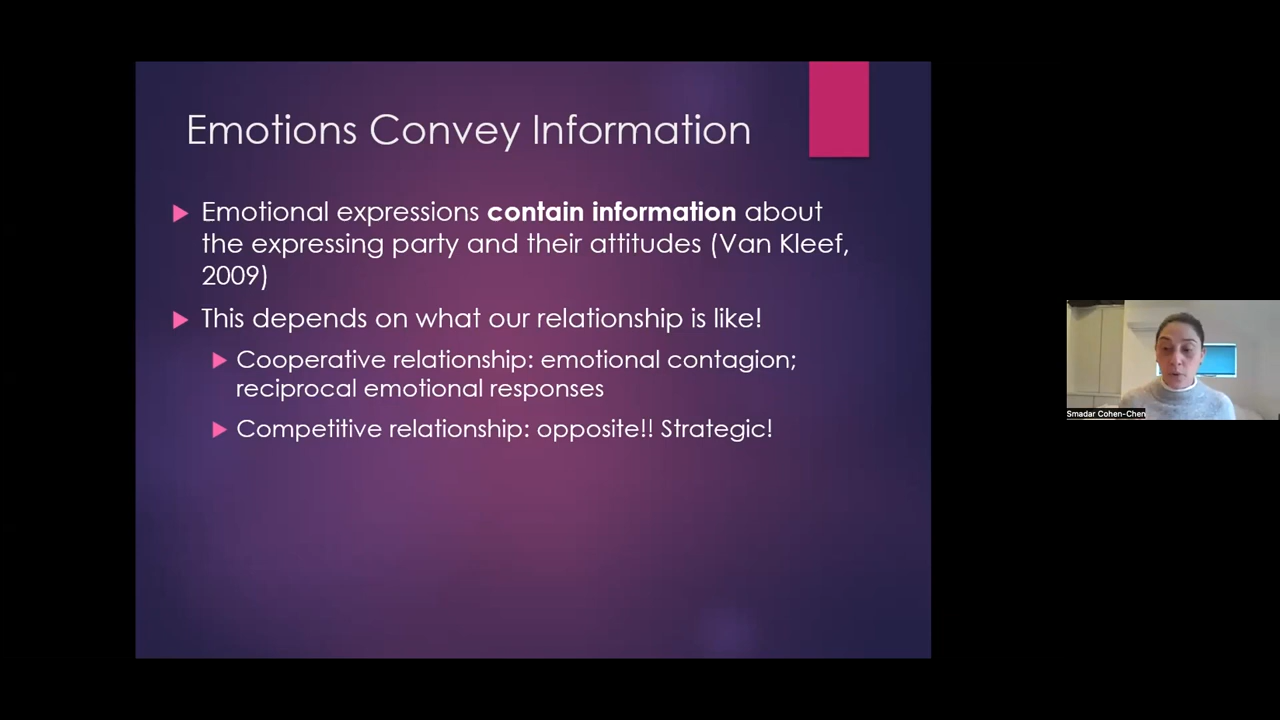 Emotions Convey Information
Emotional expressions contain information about
the expressing party and their attitudes (Van Kleef,
2009)
This depends on what our relationship is like!
Cooperative relationship: emotional contagion;
reciprocal emotional responses
Competitive relationship: opposite!! Strategic!
Smadar Cohen-Chen